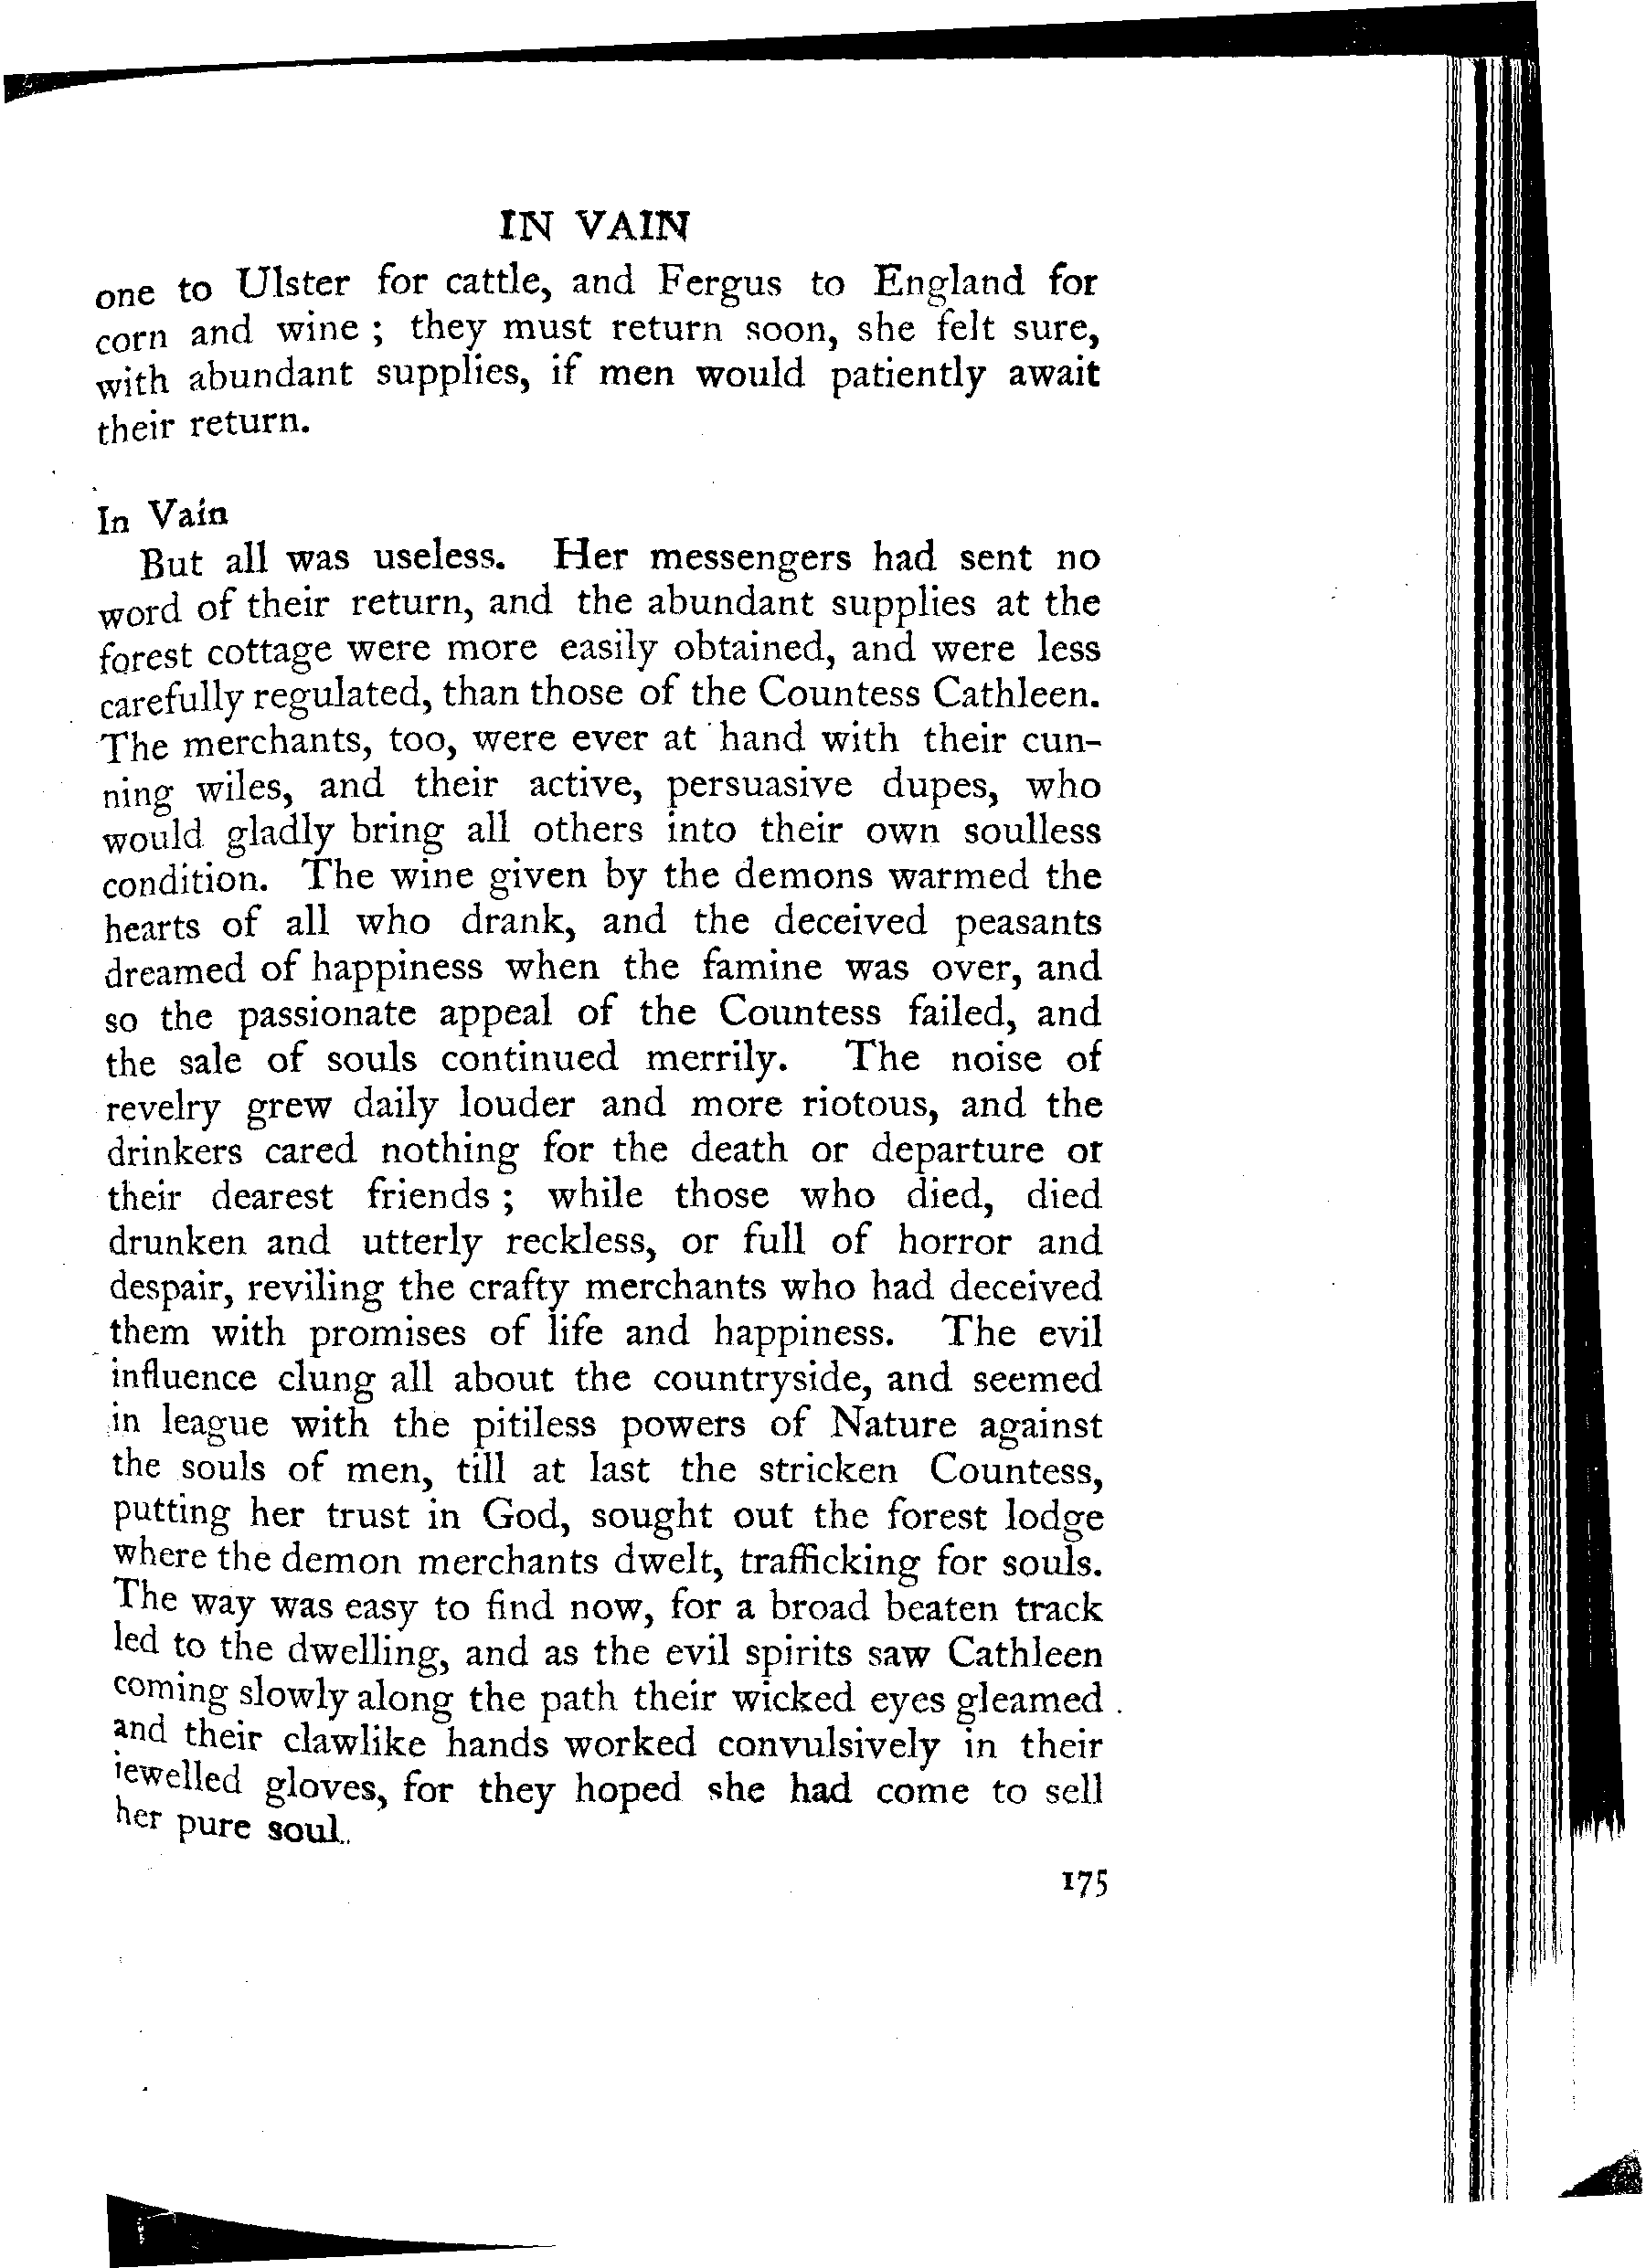 IN VAIN
one to Ulster for cattle, and Fergus to England for
corn and wine ; they must return soon, she felt sure,
with abundant supplies, if men would patiently await
their return.
In Vain
But all was useless. Her messengers had sent no
word of their return, and the abundant supplies at the
forest cottage were more easily obtained, and were less
carefully regulated, than those of the Countess Cathleen.
The merchants, too, were ever at hand with their cun-
ning wiles, and their active, persuasive dupes, who
would gladly bring all others into their own soulless
condition. The wine given by the demons warmed the
hearts of all who drank, and the deceived peasants
dreamed of happiness when the famine was over, and
so the passionate appeal of the Countess failed, and
the sale of souls continued merrily. The noise of
revelry grew daily louder and more riotous, and the
drinkers cared nothing for the death or departure of
their dearest friends ; while those who died, died
drunken and utterly reckless, or full of horror and
despair, reviling the crafty merchants who had deceived
them with promises of life and happiness. The evil
influence clung all about the countryside, and seemed
in league with the pitiless powers of Nature against
the souls of men, till at last the stricken Countess,
putting her trust in God, sought out the forest lodge
where the demon merchants dwelt, trafficking for souls.
The way was easy to find now, for a broad beaten track
led to the dwelling, and as the evil spirits saw Cathleen
coming slowly along the path their wicked eyes gleamed
and their clawlike hands worked convulsively in their
jewelled gloves, for they hoped she had come to sell
her pure soul.
175